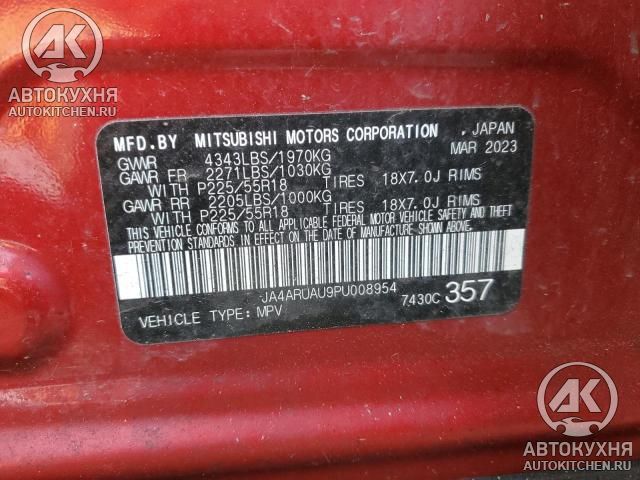 AK
АВТОКУХНЯ
AUTOKITCHEN.RU
MFD.BY MITSUBISHI MOTORS CORPORATION . JAPAN
GVWR 4343LBS/1970KG MAR 2023
GAWR FR 2271LBS/1030KG
WITH P225/55R18 TIRES 18X7.0J RIMS
GAWR RR 2205LBS/1000KG
WITH P225/55R18 TIRES 18X7.0J RIMS
THIS VEHICLE CONFORMS TO ALL APPLICABLE FEDERAL MOTOR VEHICLE SAFETY AND THEFT
PREVENTION STANDARDS IN EFFECT ON THE DATE OF MANUFACTURE SHOWN ABOVE.
JA4ARUAU9PU008954
7430C 357
VEHICLE TYPE: MPV
AK
АВТОКУХНЯ
AUTOKITCHEN.RU